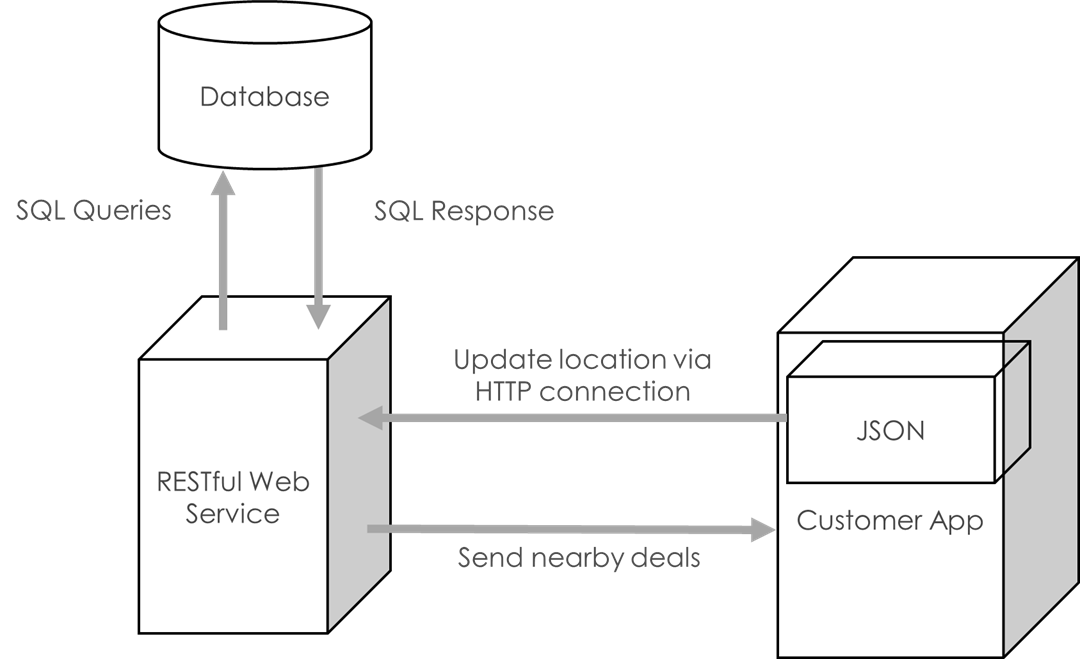 Database
SQL Queries
SQL Response
Update location via
HTTP connection
JSON
RESTful Web
Service
Customer App
Send nearby deals